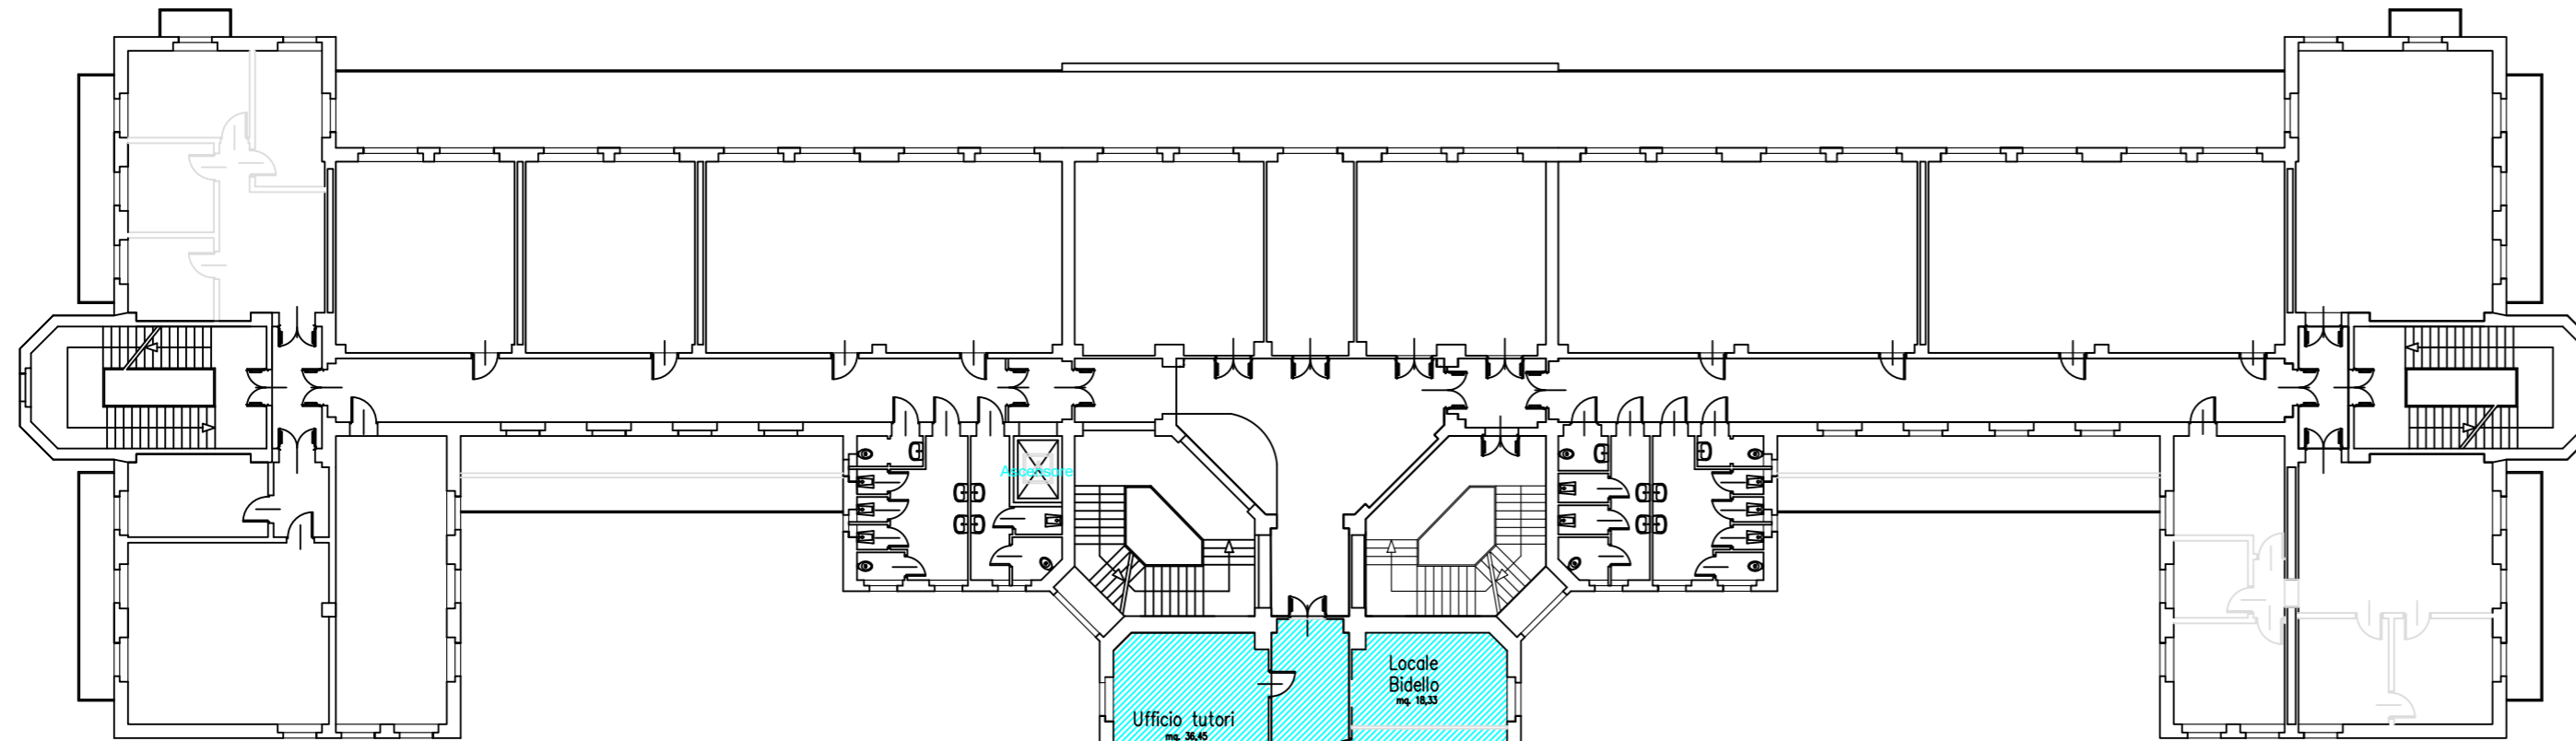 Ascensore
Locale
Bidello
mq. 18,33
Ufficio tutori
mq. 36,45